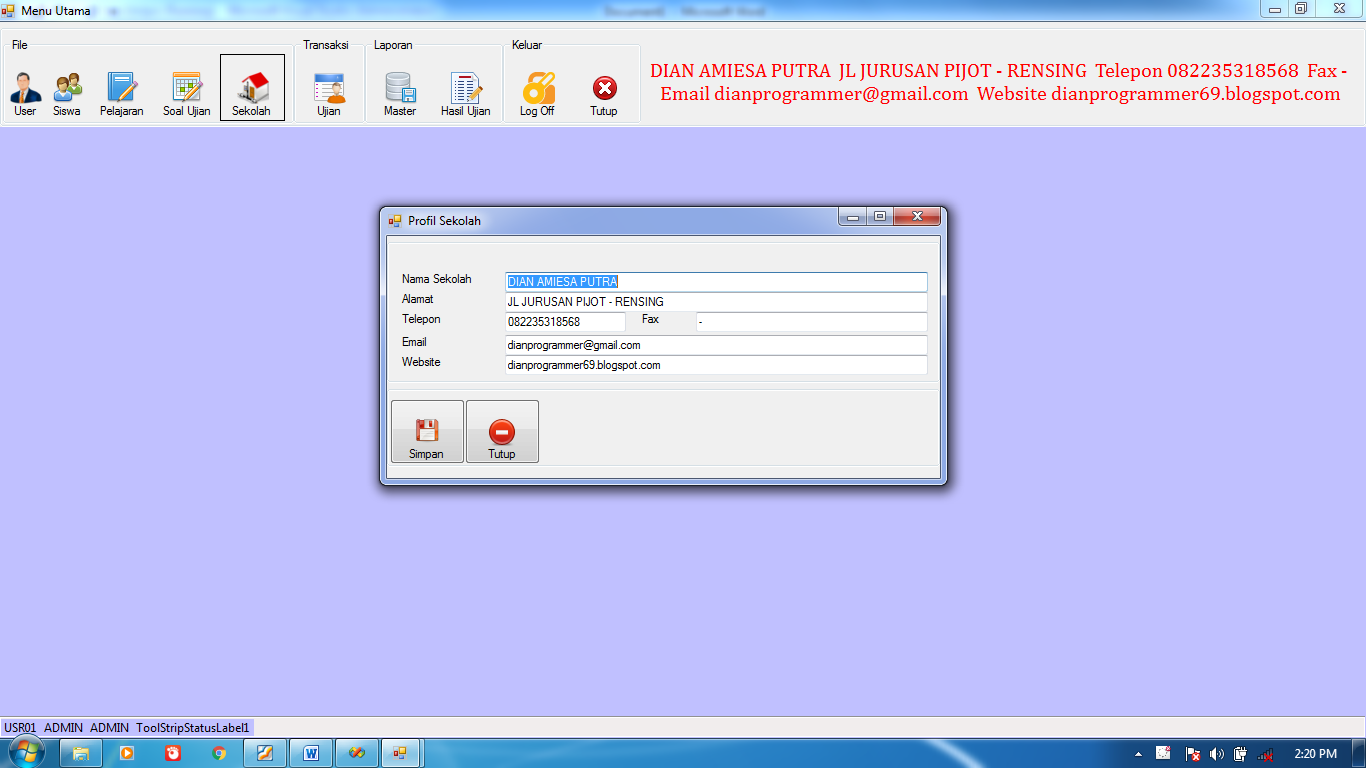 Menu Utama
File
Transaksi
Laporan
Keluar
User
Siswa
Pelajaran
Soal Ujian
Sekolah
Ujian
Master
Hasil Ujian
Log Off
Tutup
DIAN AMIESA PUTRA JL JURUSAN PIJOT - RENSING Telepon 082235318568 Fax -
Email dianprogrammer@gmail.com Website dianprogrammer69.blogspot.com
Profil Sekolah
Nama Sekolah DIAN AMIESA PUTRA
Alamat JL JURUSAN PIJOT - RENSING
Telepon 082235318568 Fax -
Email dianprogrammer@gmail.com
Website dianprogrammer69.blogspot.com
Simpan Tutup
USR01 ADMIN ADMIN ToolStripStatusLabel1
2:20 PM